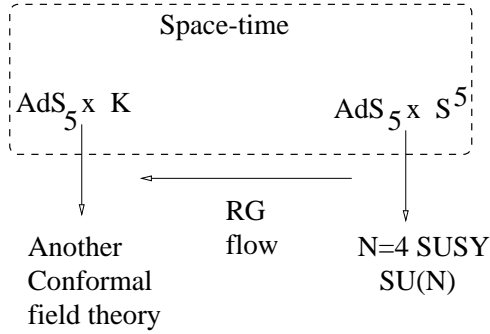 Space-time
AdS₅ x K
AdS₅ x S⁵
RG
flow
Another
Conformal
field theory
N=4 SUSY
SU(N)